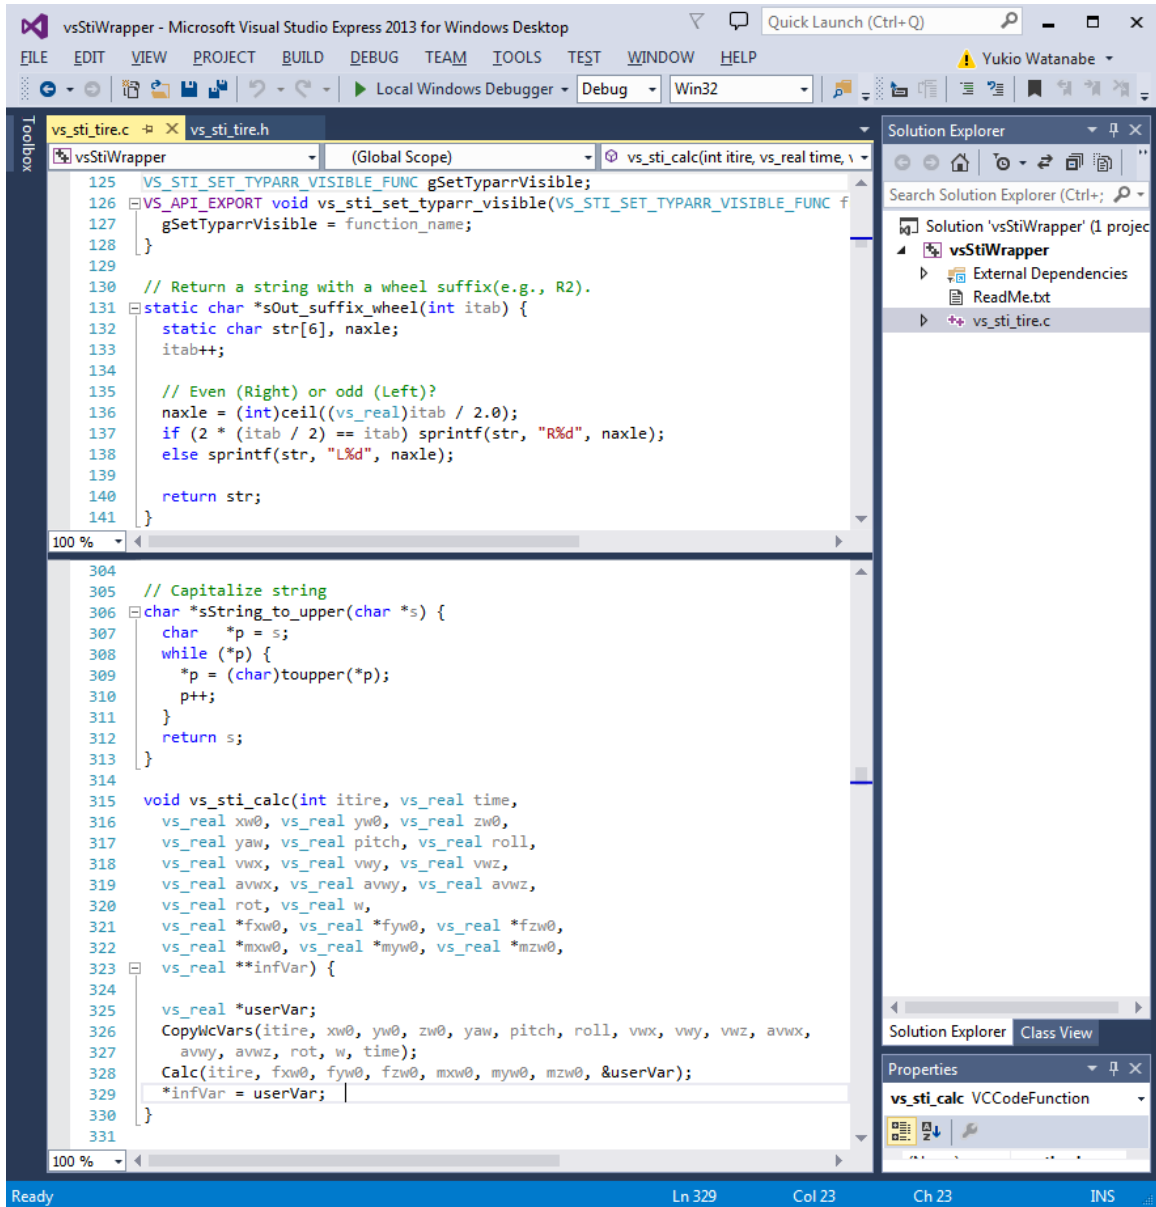 vsStiWrapper - Microsoft Visual Studio Express 2013 for Windows Desktop
Quick Launch (Ctrl+Q)
FILE EDIT VIEW PROJECT BUILD DEBUG TEAM TOOLS TEST WINDOW HELP
Yukio Watanabe
Local Windows Debugger Debug Win32
Toolbox
vs_sti_tire.c vs_sti_tire.h
vsStiWrapper (Global Scope) vs_sti_calc(int itire, vs_real time, v
125 VS_STI_SET_TYPARR_VISIBLE_FUNC gSetTyparrVisible;
126 VS_API_EXPORT void vs_sti_set_typarr_visible(VS_STI_SET_TYPARR_VISIBLE_FUNC f
127 gSetTyparrVisible = function_name;
128 }
129
130 // Return a string with a wheel suffix(e.g., R2).
131 static char *sOut_suffix_wheel(int itab) {
132 static char str[6], naxle;
133 itab++;
134
135 // Even (Right) or odd (Left)?
136 naxle = (int)ceil((vs_real)itab / 2.0);
137 if (2 * (itab / 2) == itab) sprintf(str, "R%d", naxle);
138 else sprintf(str, "L%d", naxle);
139
140 return str;
141 }
100 %
304
305 // Capitalize string
306 char *sString_to_upper(char *s) {
307 char *p = s;
308 while (*p) {
309 *p = (char)toupper(*p);
310 p++;
311 }
312 return s;
313 }
314
315 void vs_sti_calc(int itire, vs_real time,
316 vs_real xw0, vs_real yw0, vs_real zw0,
317 vs_real yaw, vs_real pitch, vs_real roll,
318 vs_real vwx, vs_real vwy, vs_real vwz,
319 vs_real avwx, vs_real avwy, vs_real avwz,
320 vs_real rot, vs_real w,
321 vs_real *fxw0, vs_real *fyw0, vs_real *fzw0,
322 vs_real *mxw0, vs_real *myw0, vs_real *mzw0,
323 vs_real **infVar) {
324
325 vs_real *userVar;
326 CopyWcVars(itire, xw0, yw0, zw0, yaw, pitch, roll, vwx, vwy, vwz, avwx,
327 avwy, avwz, rot, w, time);
328 Calc(itire, fxw0, fyw0, fzw0, mxw0, myw0, mzw0, &userVar);
329 *infVar = userVar;
330 }
331
100 %
Solution Explorer
Search Solution Explorer (Ctrl+;
Solution 'vsStiWrapper' (1 projec
vsStiWrapper
External Dependencies
ReadMe.txt
vs_sti_tire.c
Solution Explorer Class View
Properties
vs_sti_calc VCCodeFunction
Ready Ln 329 Col 23 Ch 23 INS